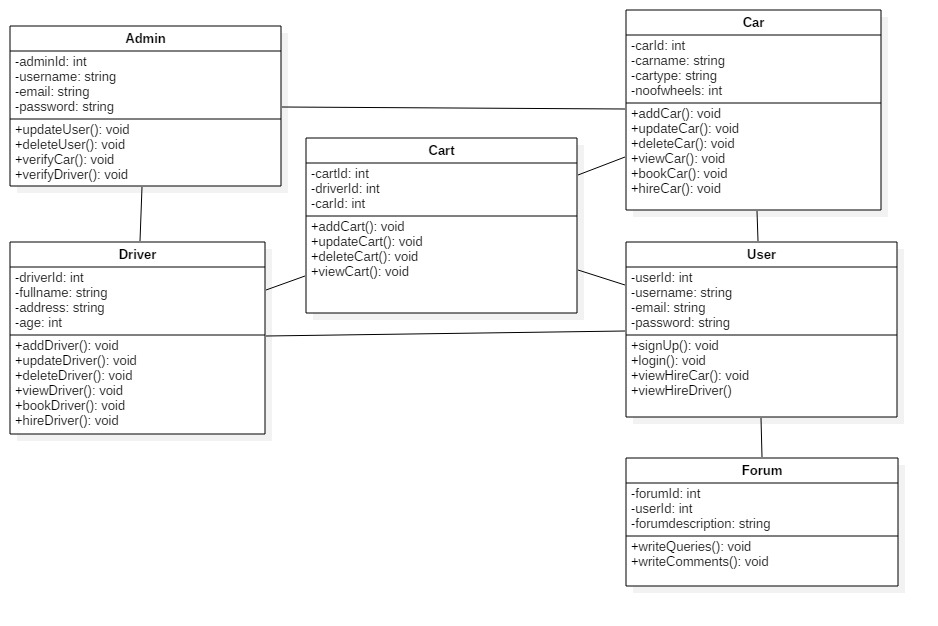 Admin
-adminId: int
-username: string
-email: string
-password: string
+updateUser(): void
+deleteUser(): void
+verifyCar(): void
+verifyDriver(): void
Car
-carId: int
-carname: string
-cartype: string
-noofwheels: int
+addCar(): void
+updateCar(): void
+deleteCar(): void
+viewCar(): void
+bookCar(): void
+hireCar(): void
Cart
-cartId: int
-driverId: int
-carId: int
+addCart(): void
+updateCart(): void
+deleteCart(): void
+viewCart(): void
Driver
-driverId: int
-fullname: string
-address: string
-age: int
+addDriver(): void
+updateDriver(): void
+deleteDriver(): void
+viewDriver(): void
+bookDriver(): void
+hireDriver(): void
User
-userId: int
-username: string
-email: string
-password: string
+signUp(): void
+login(): void
+viewHireCar(): void
+viewHireDriver()
Forum
-forumId: int
-userId: int
-forumdescription: string
+writeQueries(): void
+writeComments(): void